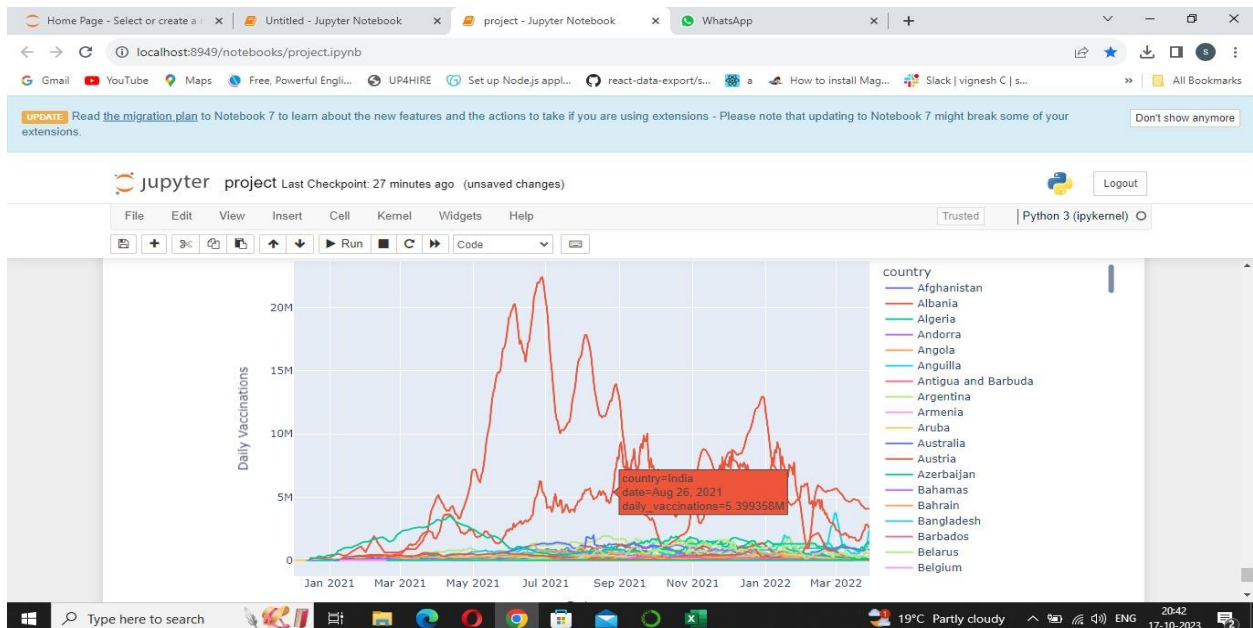 Home Page - Select or create a
Untitled - Jupyter Notebook
project - Jupyter Notebook
WhatsApp
localhost:8949/notebooks/project.ipynb
Gmail YouTube Maps Free, Powerful Engli... UP4HIRE Set up Node.js appl... react-data-export/s... a How to install Mag... Slack | vignesh C | s... » All Bookmarks
UPDATE Read the migration plan to Notebook 7 to learn about the new features and the actions to take if you are using extensions - Please note that updating to Notebook 7 might break some of your
extensions.
Don't show anymore
jupyter project Last Checkpoint: 27 minutes ago (unsaved changes)
Logout
File Edit View Insert Cell Kernel Widgets Help
Trusted Python 3 (ipykernel)
Run Code
Daily Vaccinations
20M
15M
10M
5M
0
country=India
date=Aug 26, 2021
daily_vaccinations=5.399358M
Jan 2021 Mar 2021 May 2021 Jul 2021 Sep 2021 Nov 2021 Jan 2022 Mar 2022
country
Afghanistan
Albania
Algeria
Andorra
Angola
Anguilla
Antigua and Barbuda
Argentina
Armenia
Aruba
Australia
Austria
Azerbaijan
Bahamas
Bahrain
Bangladesh
Barbados
Belarus
Belgium
Type here to search
19°C Partly cloudy
ENG
20:42
17-10-2023